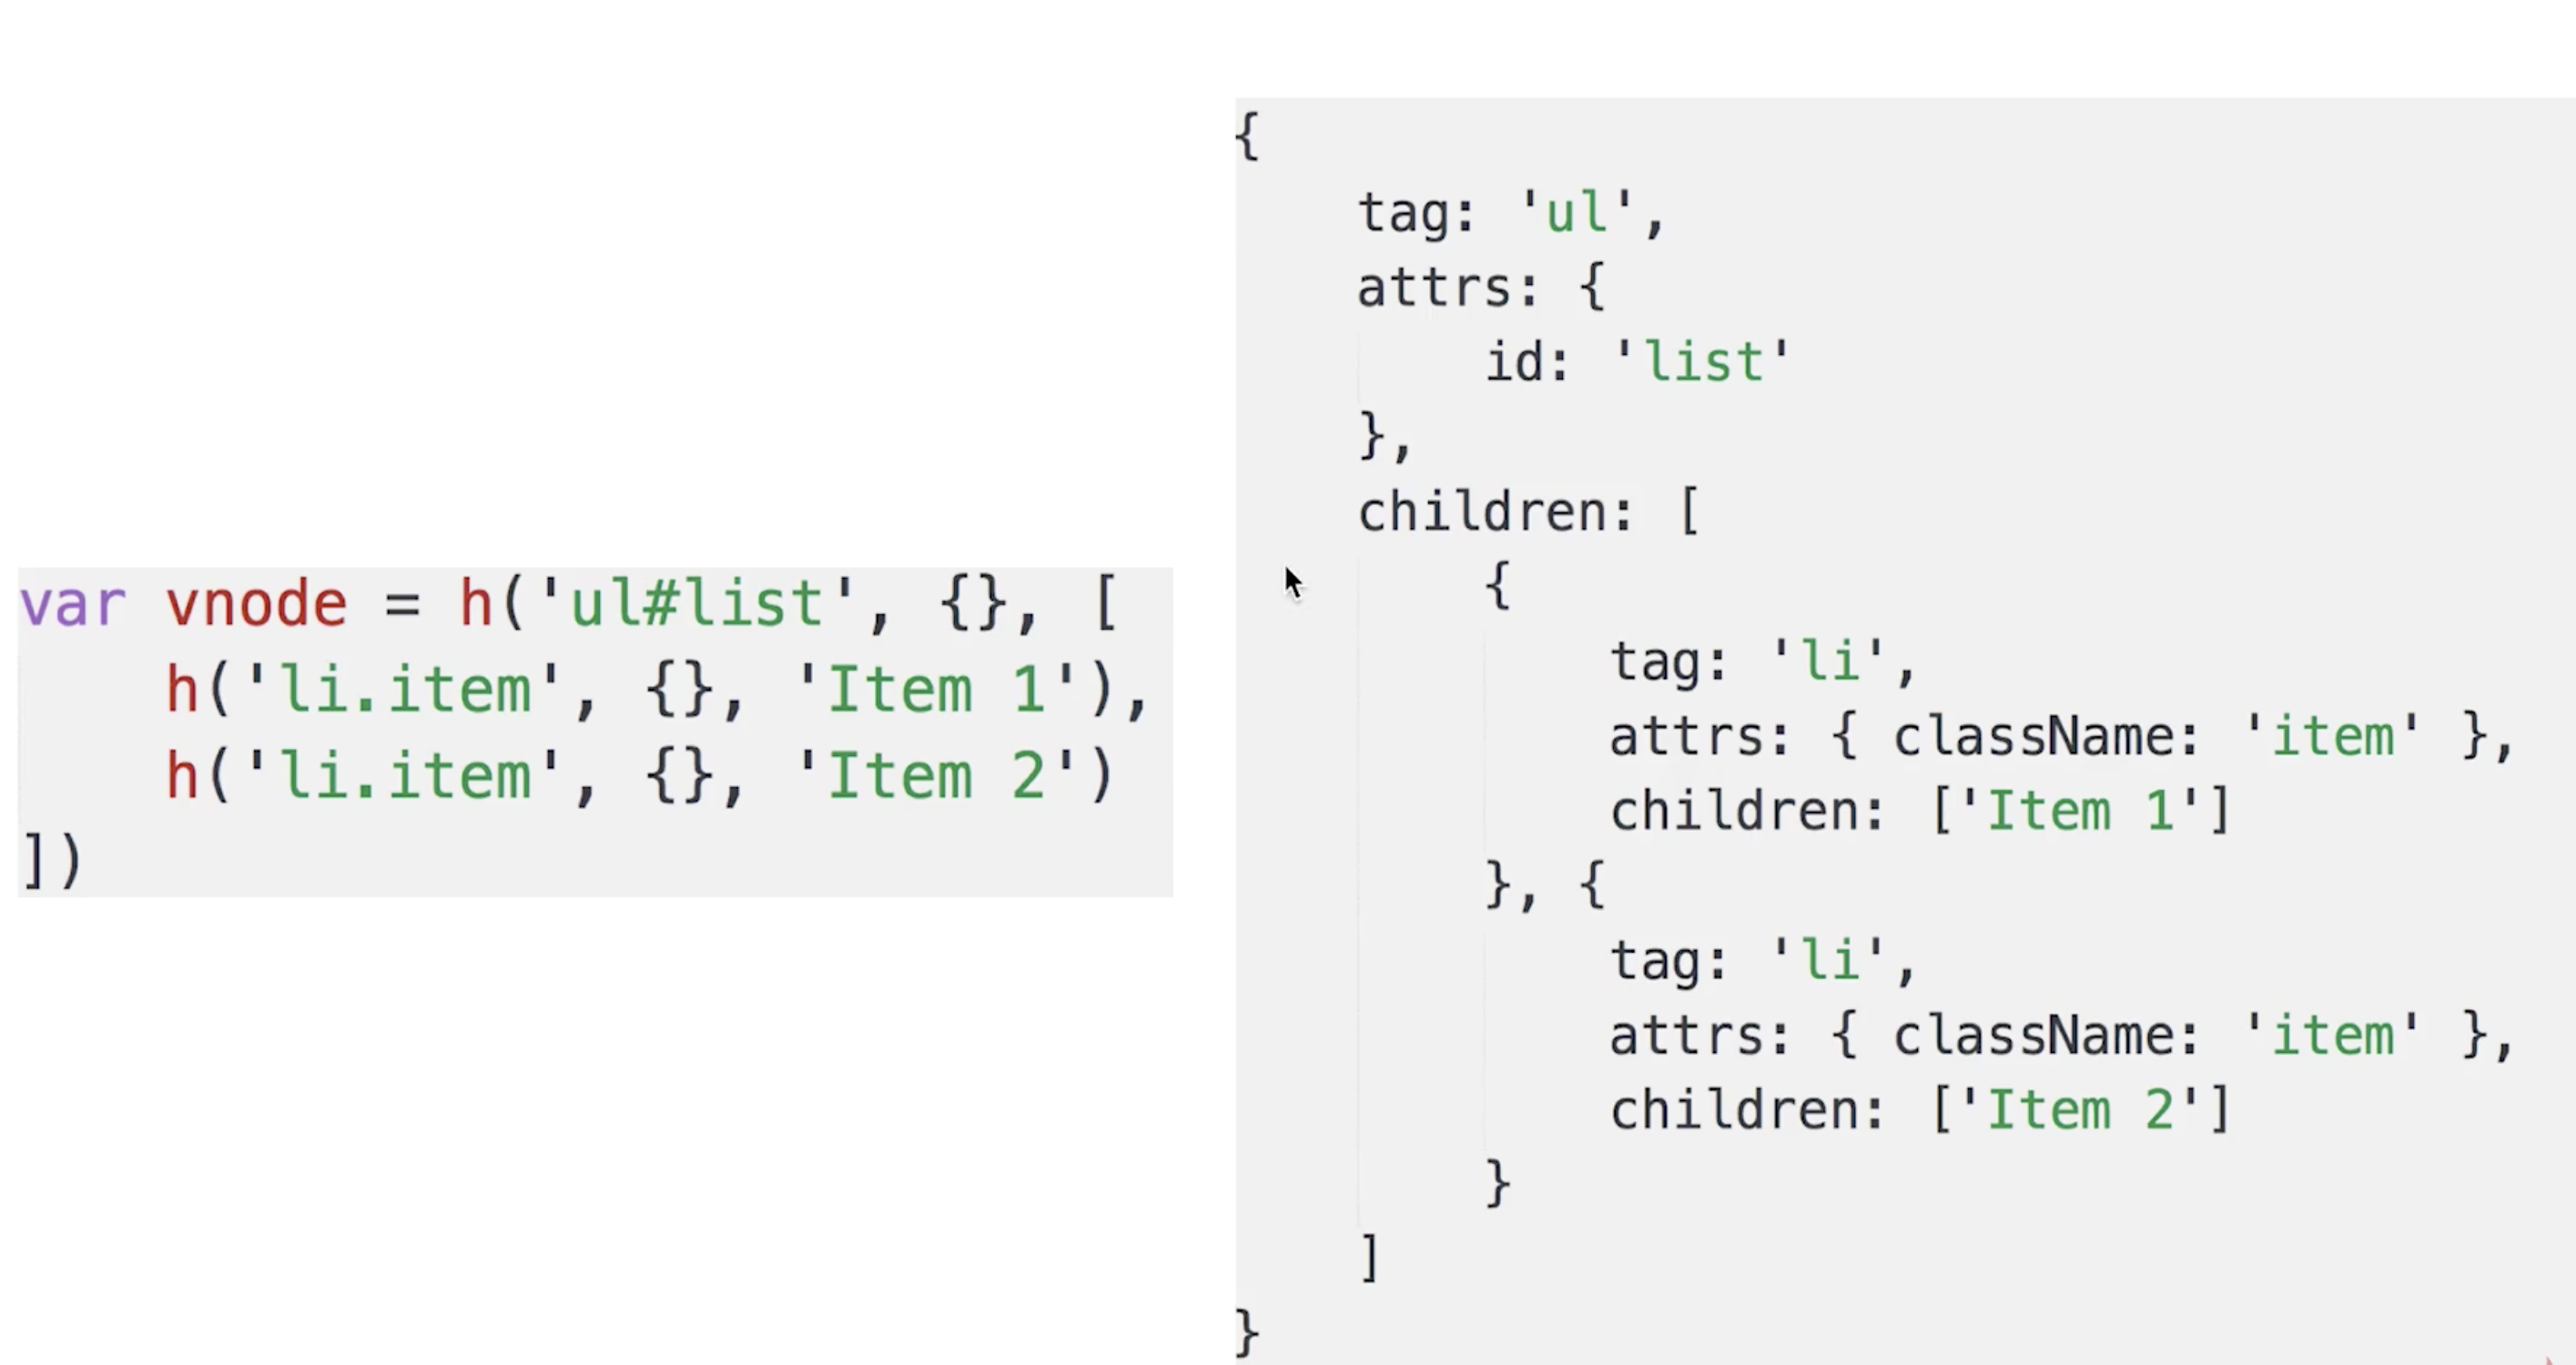 var vnode = h('ul#list', {}, [
    h('li.item', {}, 'Item 1'),
    h('li.item', {}, 'Item 2')
])
{
    tag: 'ul',
    attrs: {
        id: 'list'
    },
    children: [
        {
            tag: 'li',
            attrs: { className: 'item' },
            children: ['Item 1']
        }, {
            tag: 'li',
            attrs: { className: 'item' },
            children: ['Item 2']
        }
    ]
}